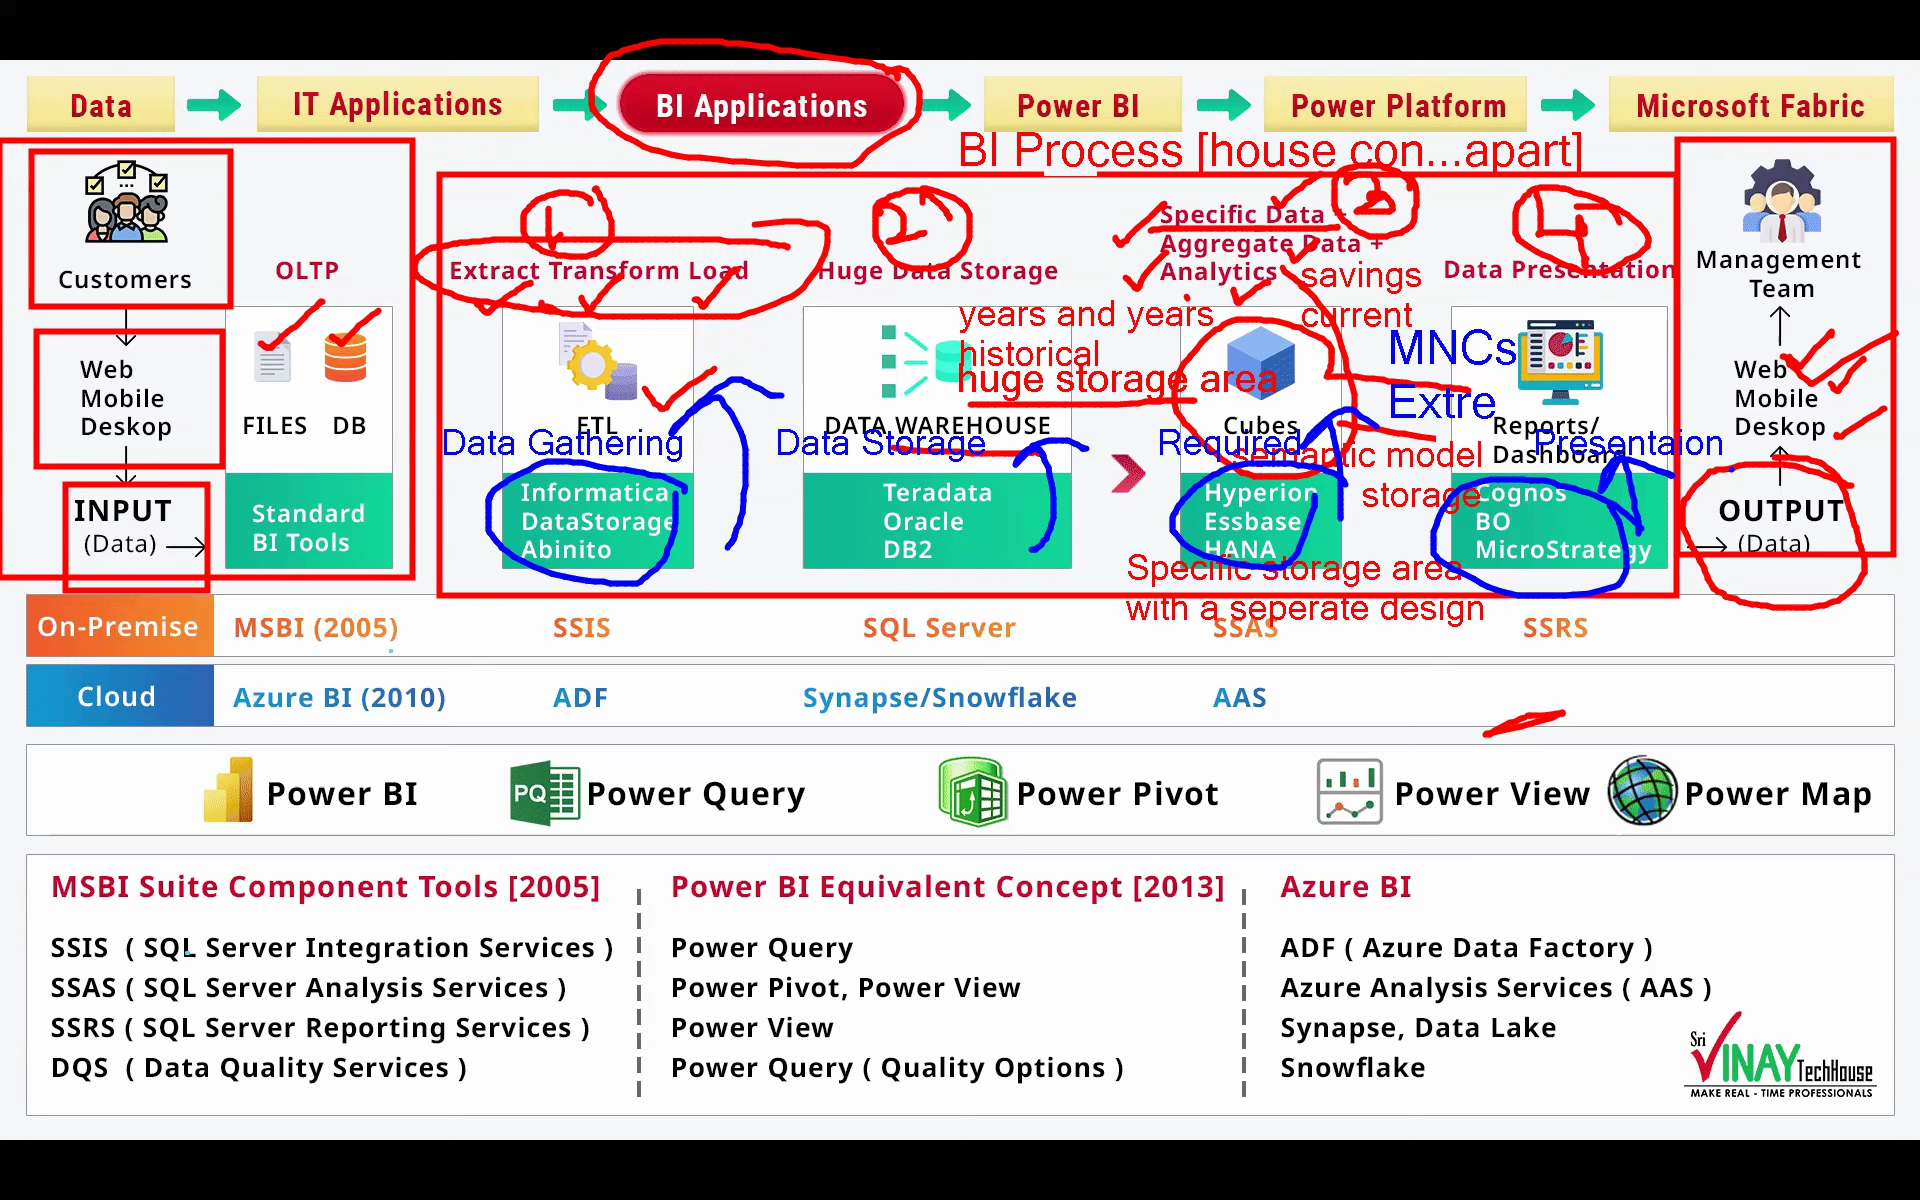 Data
IT Applications
BI Applications
Power BI
Power Platform
Microsoft Fabric
BI Process [house con...apart]
Customers
Web
Mobile
Deskop
INPUT
(Data)
OLTP
FILES DB
Standard
BI Tools
1
Extract Transform Load
ETL
Data Gathering
Informatica
DataStorage
Abinito
2
Huge Data Storage
years and years
historical
huge storage area
DATA WAREHOUSE
Data Storage
Teradata
Oracle
DB2
3
Specific Data +
Aggregate Data +
Analytics
savings
current
Cubes
Required
semantic model
storage
Hyperion
Essbase
HANA
Specific storage area
with a seperate design
4
Data Presentation
MNCs
Extre
Reports/
Dashboard
Presentaion
Cognos
BO
MicroStrategy
Management
Team
Web
Mobile
Deskop
OUTPUT
(Data)
On-Premise MSBI (2005) SSIS SQL Server SSAS SSRS
Cloud Azure BI (2010) ADF Synapse/Snowflake AAS
Power BI PQ Power Query Power Pivot Power View Power Map
MSBI Suite Component Tools [2005]
SSIS ( SQL Server Integration Services )
SSAS ( SQL Server Analysis Services )
SSRS ( SQL Server Reporting Services )
DQS ( Data Quality Services )
Power BI Equivalent Concept [2013]
Power Query
Power Pivot, Power View
Power View
Power Query ( Quality Options )
Azure BI
ADF ( Azure Data Factory )
Azure Analysis Services ( AAS )
Synapse, Data Lake
Snowflake
Sri VINAY TechHouse
MAKE REAL - TIME PROFESSIONALS